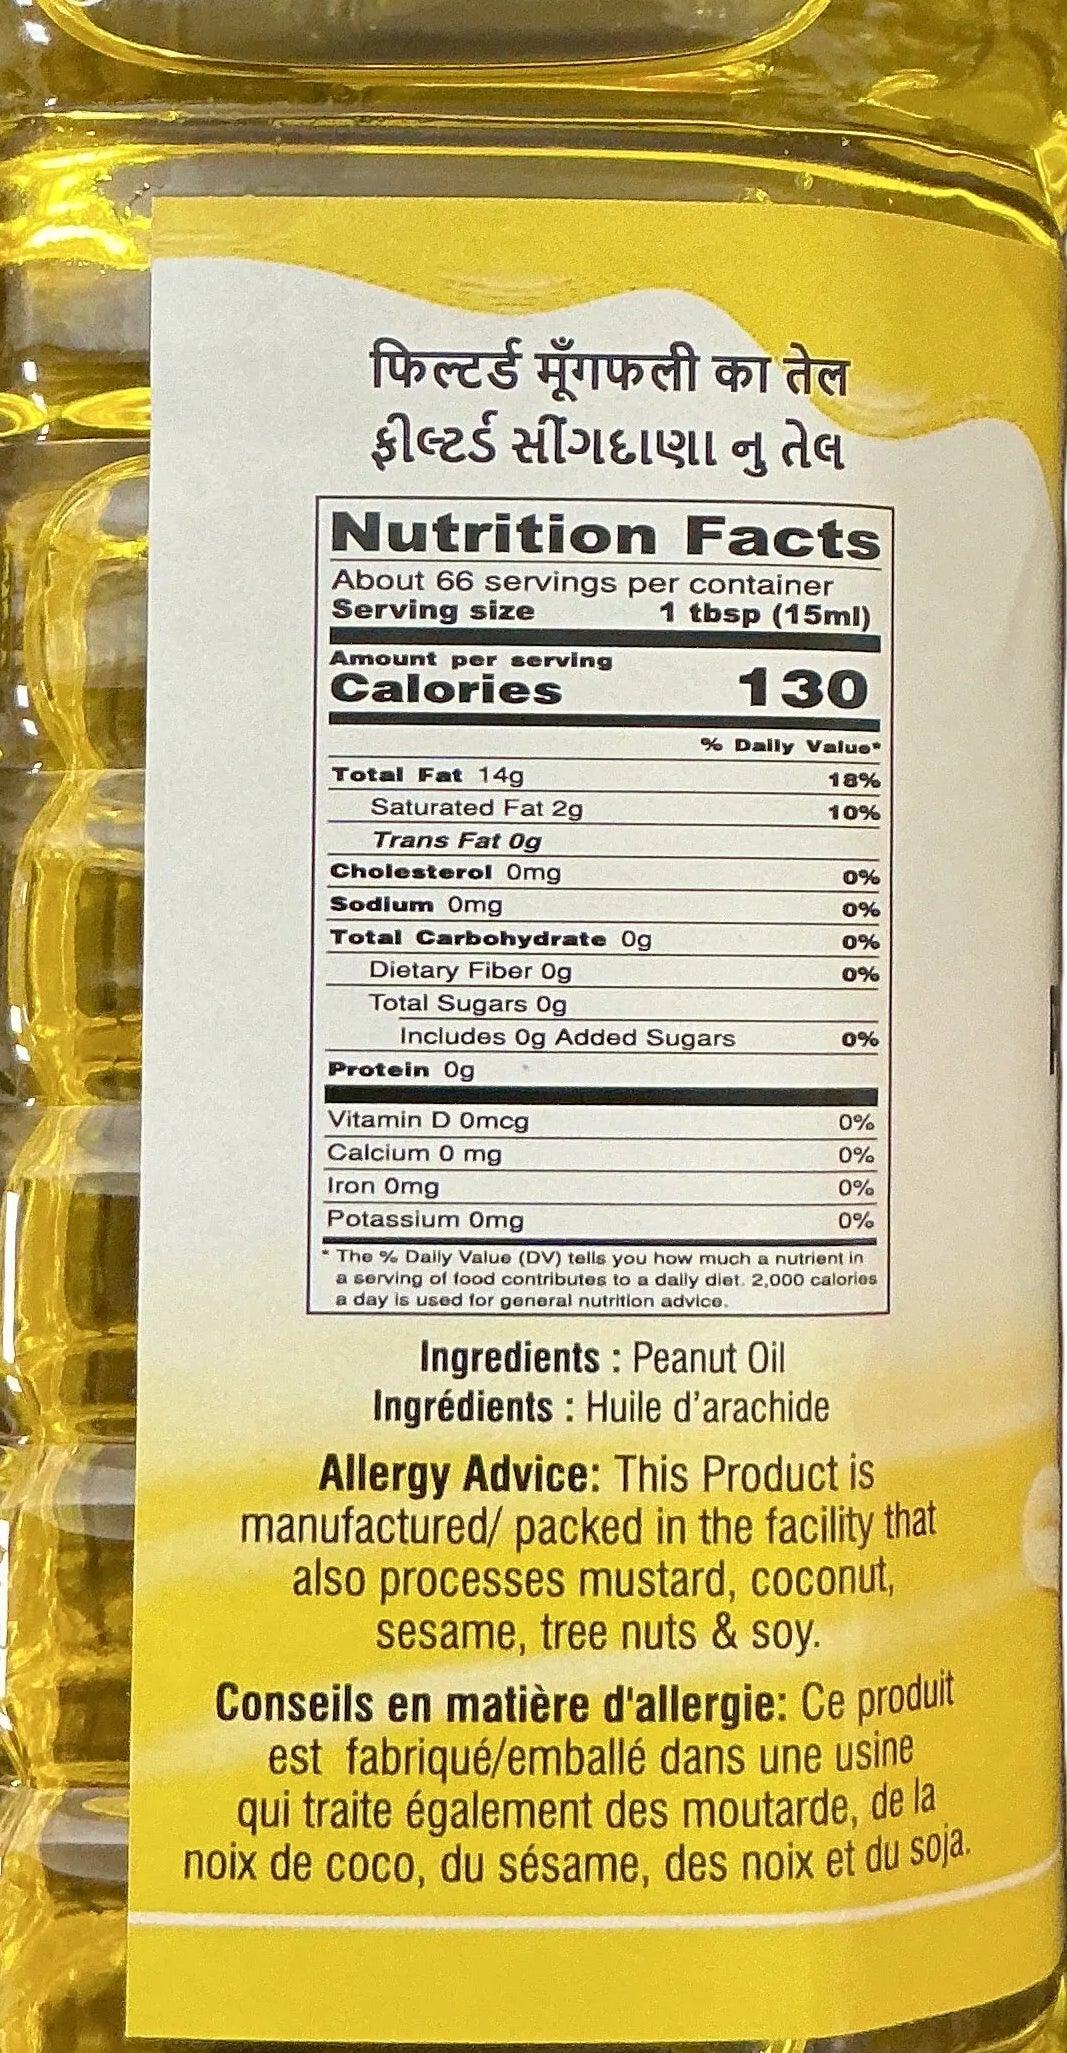 फिल्टर्ड मूँगफली का तेल
ફીલ્ટર્ડ સીંગદાણા નુ તેલ
Nutrition Facts
About 66 servings per container
Serving size 1 tbsp (15ml)
Amount per serving
Calories 130
% Daily Value*
Total Fat 14g 18%
Saturated Fat 2g 10%
Trans Fat 0g
Cholesterol 0mg 0%
Sodium 0mg 0%
Total Carbohydrate 0g 0%
Dietary Fiber 0g 0%
Total Sugars 0g
Includes 0g Added Sugars 0%
Protein 0g
Vitamin D 0mcg 0%
Calcium 0 mg 0%
Iron 0mg 0%
Potassium 0mg 0%
* The % Daily Value (DV) tells you how much a nutrient in
a serving of food contributes to a daily diet. 2,000 calories
a day is used for general nutrition advice.
Ingredients : Peanut Oil
Ingrédients : Huile d'arachide
Allergy Advice: This Product is
manufactured/ packed in the facility that
also processes mustard, coconut,
sesame, tree nuts & soy.
Conseils en matière d'allergie: Ce produit
est fabriqué/emballé dans une usine
qui traite également des moutarde, de la
noix de coco, du sésame, des noix et du soja.